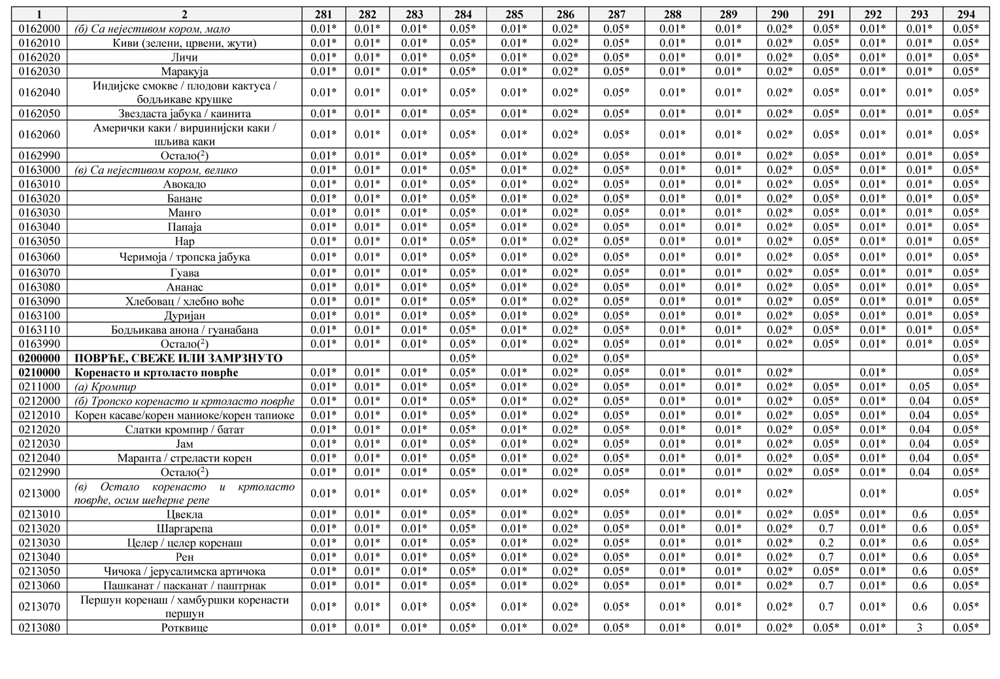 1 2 281 282 283 284 285 286 287 288 289 290 291 292 293 294
0162000 (б) Са нејестивом кором, мало 0.01* 0.01* 0.01* 0.05* 0.01* 0.02* 0.05* 0.01* 0.01* 0.02* 0.05* 0.01* 0.01* 0.05*
0162010 Киви (зелени, црвени, жути) 0.01* 0.01* 0.01* 0.05* 0.01* 0.02* 0.05* 0.01* 0.01* 0.02* 0.05* 0.01* 0.01* 0.05*
0162020 Личи 0.01* 0.01* 0.01* 0.05* 0.01* 0.02* 0.05* 0.01* 0.01* 0.02* 0.05* 0.01* 0.01* 0.05*
0162030 Маракуја 0.01* 0.01* 0.01* 0.05* 0.01* 0.02* 0.05* 0.01* 0.01* 0.02* 0.05* 0.01* 0.01* 0.05*
0162040 Индијске смокве / плодови кактуса /
бодљикаве крушке 0.01* 0.01* 0.01* 0.05* 0.01* 0.02* 0.05* 0.01* 0.01* 0.02* 0.05* 0.01* 0.01* 0.05*
0162050 Звездаста јабука / каинита 0.01* 0.01* 0.01* 0.05* 0.01* 0.02* 0.05* 0.01* 0.01* 0.02* 0.05* 0.01* 0.01* 0.05*
0162060 Амерички каки / вирџинијски каки /
шљива каки 0.01* 0.01* 0.01* 0.05* 0.01* 0.02* 0.05* 0.01* 0.01* 0.02* 0.05* 0.01* 0.01* 0.05*
0162990 Остало(²) 0.01* 0.01* 0.01* 0.05* 0.01* 0.02* 0.05* 0.01* 0.01* 0.02* 0.05* 0.01* 0.01* 0.05*
0163000 (в) Са нејестивом кором, велико 0.01* 0.01* 0.01* 0.05* 0.01* 0.02* 0.05* 0.01* 0.01* 0.02* 0.05* 0.01* 0.01* 0.05*
0163010 Авокадо 0.01* 0.01* 0.01* 0.05* 0.01* 0.02* 0.05* 0.01* 0.01* 0.02* 0.05* 0.01* 0.01* 0.05*
0163020 Банане 0.01* 0.01* 0.01* 0.05* 0.01* 0.02* 0.05* 0.01* 0.01* 0.02* 0.05* 0.01* 0.01* 0.05*
0163030 Манго 0.01* 0.01* 0.01* 0.05* 0.01* 0.02* 0.05* 0.01* 0.01* 0.02* 0.05* 0.01* 0.01* 0.05*
0163040 Папаја 0.01* 0.01* 0.01* 0.05* 0.01* 0.02* 0.05* 0.01* 0.01* 0.02* 0.05* 0.01* 0.01* 0.05*
0163050 Нар 0.01* 0.01* 0.01* 0.05* 0.01* 0.02* 0.05* 0.01* 0.01* 0.02* 0.05* 0.01* 0.01* 0.05*
0163060 Черимоја / тропска јабука 0.01* 0.01* 0.01* 0.05* 0.01* 0.02* 0.05* 0.01* 0.01* 0.02* 0.05* 0.01* 0.01* 0.05*
0163070 Гуава 0.01* 0.01* 0.01* 0.05* 0.01* 0.02* 0.05* 0.01* 0.01* 0.02* 0.05* 0.01* 0.01* 0.05*
0163080 Ананас 0.01* 0.01* 0.01* 0.05* 0.01* 0.02* 0.05* 0.01* 0.01* 0.02* 0.05* 0.01* 0.01* 0.05*
0163090 Хлебовац / хлебно воће 0.01* 0.01* 0.01* 0.05* 0.01* 0.02* 0.05* 0.01* 0.01* 0.02* 0.05* 0.01* 0.01* 0.05*
0163100 Дуријан 0.01* 0.01* 0.01* 0.05* 0.01* 0.02* 0.05* 0.01* 0.01* 0.02* 0.05* 0.01* 0.01* 0.05*
0163110 Бодљикава анона / гуанабана 0.01* 0.01* 0.01* 0.05* 0.01* 0.02* 0.05* 0.01* 0.01* 0.02* 0.05* 0.01* 0.01* 0.05*
0163990 Остало(²) 0.01* 0.01* 0.01* 0.05* 0.01* 0.02* 0.05* 0.01* 0.01* 0.02* 0.05* 0.01* 0.01* 0.05*
0200000 ПОВРЋЕ, СВЕЖЕ ИЛИ ЗАМРЗНУТО 0.05* 0.02* 0.05* 0.05*
0210000 Коренасто и кртоласто поврће 0.01* 0.01* 0.01* 0.05* 0.01* 0.02* 0.05* 0.01* 0.01* 0.02* 0.01* 0.05*
0211000 (а) Кромпир 0.01* 0.01* 0.01* 0.05* 0.01* 0.02* 0.05* 0.01* 0.01* 0.02* 0.05* 0.01* 0.05 0.05*
0212000 (б) Тропско коренасто и кртоласто поврће 0.01* 0.01* 0.01* 0.05* 0.01* 0.02* 0.05* 0.01* 0.01* 0.02* 0.05* 0.01* 0.04 0.05*
0212010 Корен касаве/корен маниоке/корен тапиоке 0.01* 0.01* 0.01* 0.05* 0.01* 0.02* 0.05* 0.01* 0.01* 0.02* 0.05* 0.01* 0.04 0.05*
0212020 Слатки кромпир / батат 0.01* 0.01* 0.01* 0.05* 0.01* 0.02* 0.05* 0.01* 0.01* 0.02* 0.05* 0.01* 0.04 0.05*
0212030 Јам 0.01* 0.01* 0.01* 0.05* 0.01* 0.02* 0.05* 0.01* 0.01* 0.02* 0.05* 0.01* 0.04 0.05*
0212040 Маранта / стреласти корен 0.01* 0.01* 0.01* 0.05* 0.01* 0.02* 0.05* 0.01* 0.01* 0.02* 0.05* 0.01* 0.04 0.05*
0212990 Остало(²) 0.01* 0.01* 0.01* 0.05* 0.01* 0.02* 0.05* 0.01* 0.01* 0.02* 0.05* 0.01* 0.04 0.05*
0213000 (в) Остало коренасто и кртоласто
поврће, осим шећерне репе 0.01* 0.01* 0.01* 0.05* 0.01* 0.02* 0.05* 0.01* 0.01* 0.02* 0.01* 0.05*
0213010 Цвекла 0.01* 0.01* 0.01* 0.05* 0.01* 0.02* 0.05* 0.01* 0.01* 0.02* 0.05* 0.01* 0.6 0.05*
0213020 Шаргарепа 0.01* 0.01* 0.01* 0.05* 0.01* 0.02* 0.05* 0.01* 0.01* 0.02* 0.7 0.01* 0.6 0.05*
0213030 Целер / целер коренаш 0.01* 0.01* 0.01* 0.05* 0.01* 0.02* 0.05* 0.01* 0.01* 0.02* 0.2 0.01* 0.6 0.05*
0213040 Рен 0.01* 0.01* 0.01* 0.05* 0.01* 0.02* 0.05* 0.01* 0.01* 0.02* 0.7 0.01* 0.6 0.05*
0213050 Чичока / јерусалимска артичока 0.01* 0.01* 0.01* 0.05* 0.01* 0.02* 0.05* 0.01* 0.01* 0.02* 0.05* 0.01* 0.6 0.05*
0213060 Пашканат / пасканат / паштрнак 0.01* 0.01* 0.01* 0.05* 0.01* 0.02* 0.05* 0.01* 0.01* 0.02* 0.7 0.01* 0.6 0.05*
0213070 Першун коренаш / хамбуршки коренасти
першун 0.01* 0.01* 0.01* 0.05* 0.01* 0.02* 0.05* 0.01* 0.01* 0.02* 0.7 0.01* 0.6 0.05*
0213080 Ротквице 0.01* 0.01* 0.01* 0.05* 0.01* 0.02* 0.05* 0.01* 0.01* 0.02* 0.05* 0.01* 3 0.05*